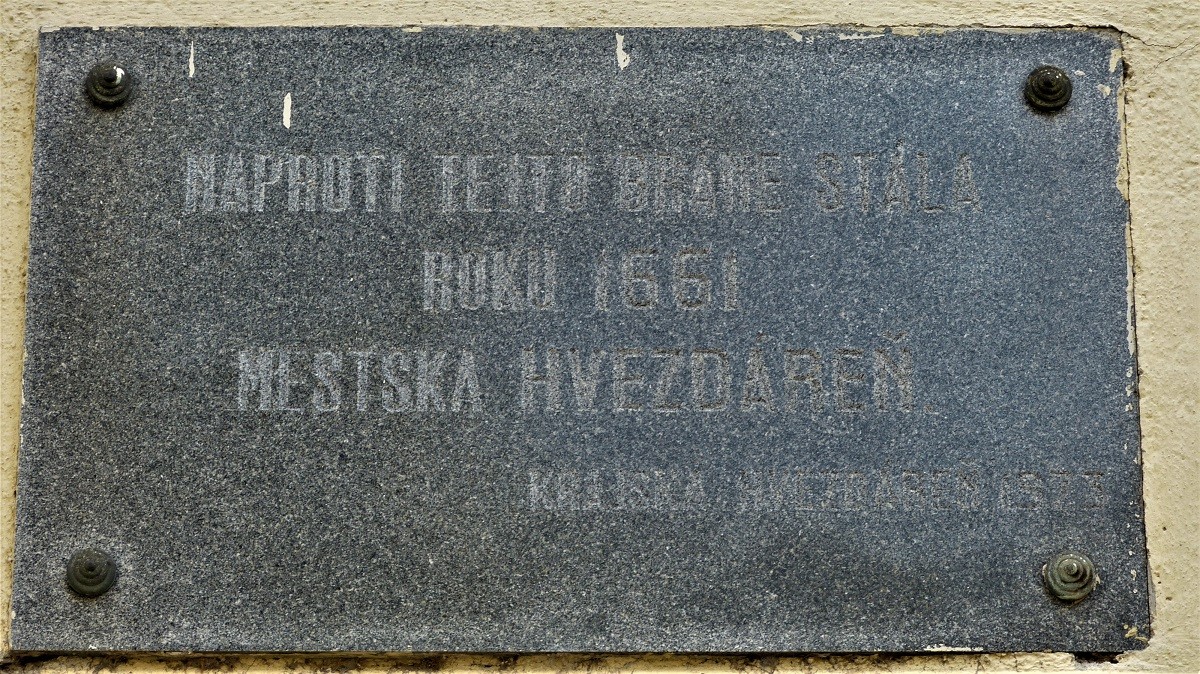 NAPROTI TEJTO BRÁNE STÁLA
ROKU 1661
MESTSKÁ HVEZDÁREŇ.
KRAJSKÁ HVEZDÁREŇ 1973